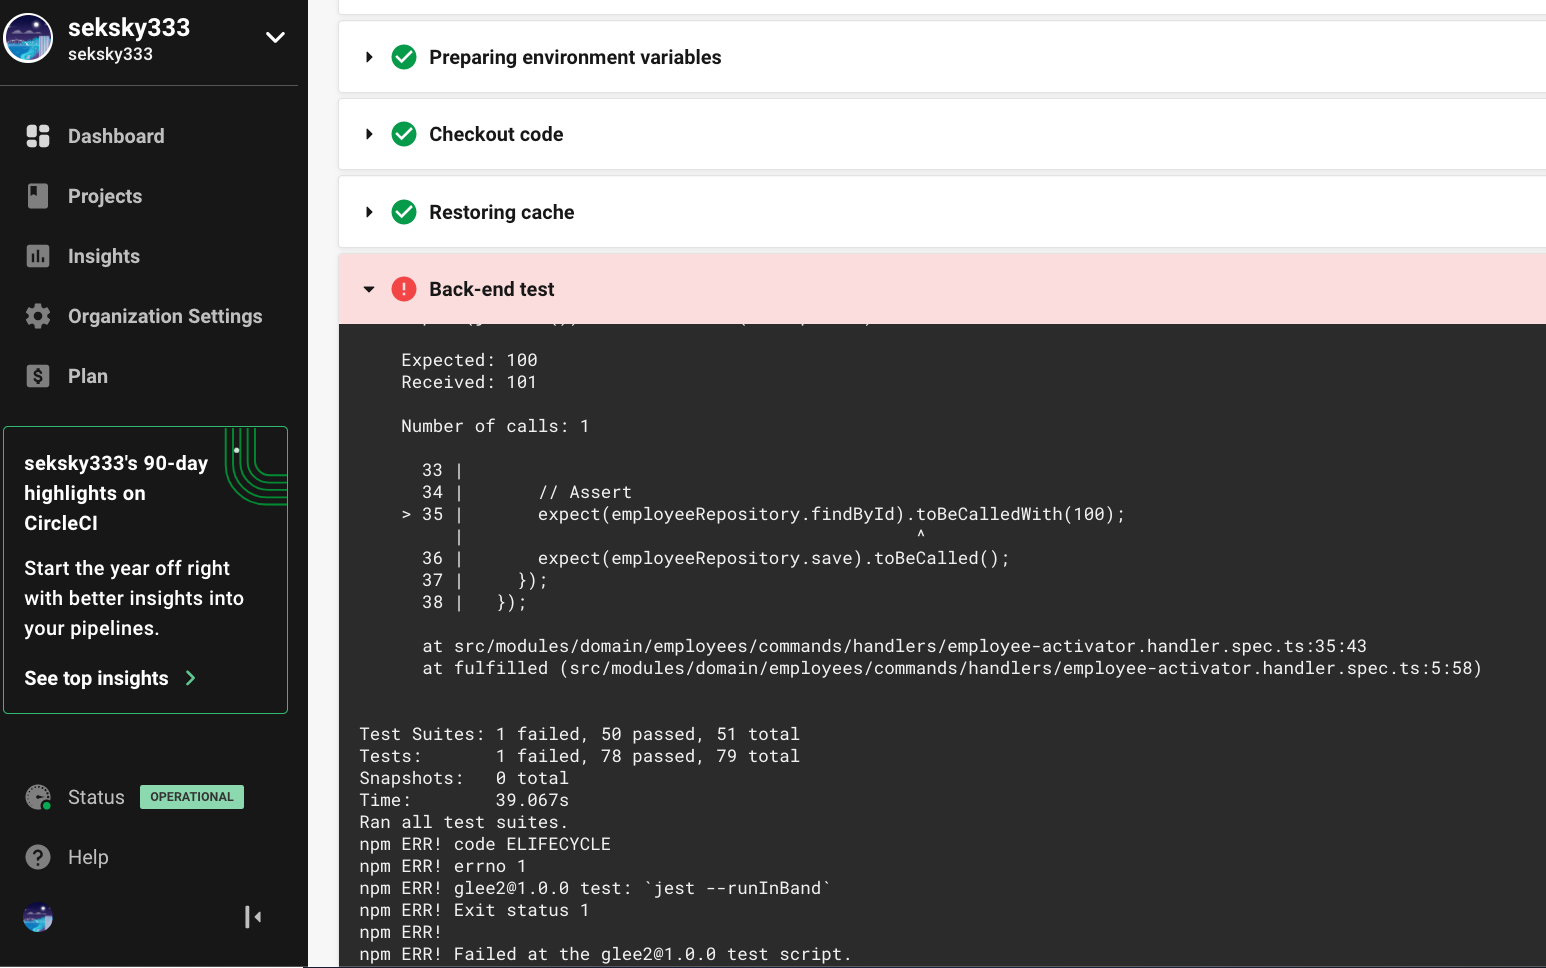 seksky333
seksky333
Dashboard
Projects
Insights
Organization Settings
Plan
seksky333's 90-day
highlights on
CircleCI
Start the year off right
with better insights into
your pipelines.
See top insights
Status OPERATIONAL
Help
Preparing environment variables
Checkout code
Restoring cache
Back-end test
Expected: 100
Received: 101
Number of calls: 1
33 |
34 | // Assert
> 35 | expect(employeeRepository.findById).toBeCalledWith(100);
| ^
36 | expect(employeeRepository.save).toBeCalled();
37 | });
38 | });
at src/modules/domain/employees/commands/handlers/employee-activator.handler.spec.ts:35:43
at fulfilled (src/modules/domain/employees/commands/handlers/employee-activator.handler.spec.ts:5:58)
Test Suites: 1 failed, 50 passed, 51 total
Tests: 1 failed, 78 passed, 79 total
Snapshots: 0 total
Time: 39.067s
Ran all test suites.
npm ERR! code ELIFECYCLE
npm ERR! errno 1
npm ERR! glee2@1.0.0 test: `jest --runInBand`
npm ERR! Exit status 1
npm ERR!
npm ERR! Failed at the glee2@1.0.0 test script.